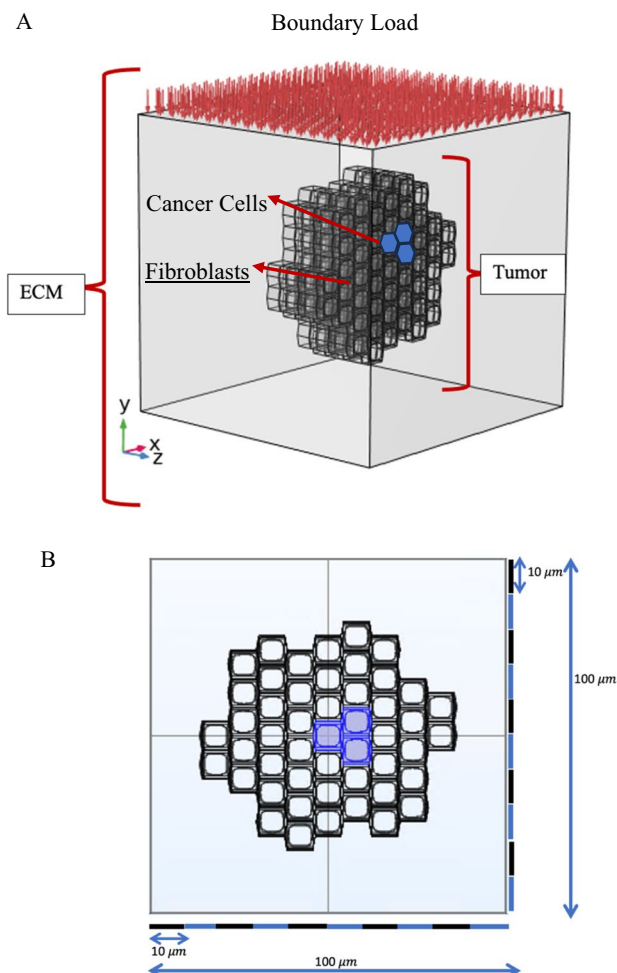 A
Boundary Load
Cancer Cells
Fibroblasts
ECM
Tumor
y
x
z
B
10 μm
100 μm
10 μm
100 μm